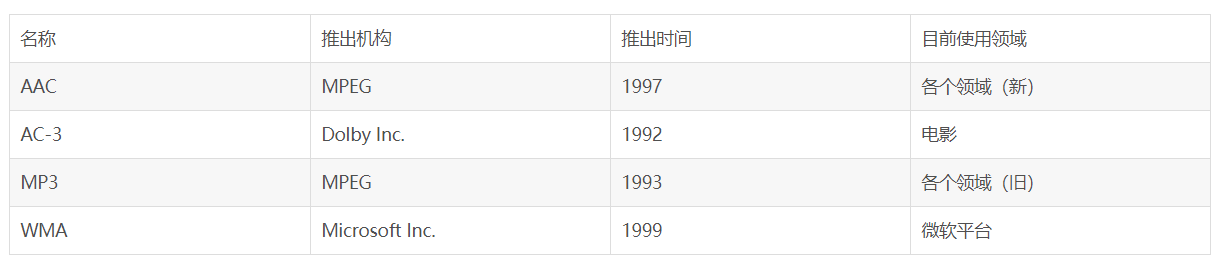 名称 推出机构 推出时间 目前使用领域
AAC MPEG 1997 各个领域（新）
AC-3 Dolby Inc. 1992 电影
MP3 MPEG 1993 各个领域（旧）
WMA Microsoft Inc. 1999 微软平台